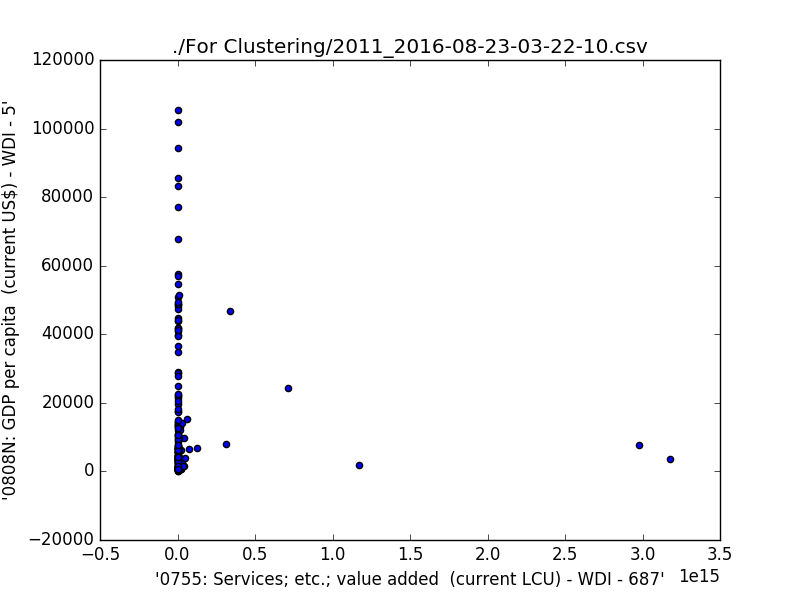 ./For Clustering/2011_2016-08-23-03-22-10.csv
120000
100000
80000
60000
40000
20000
0
−20000
'0808N: GDP per capita  (current US$) - WDI - 5'
−0.5 0.0 0.5 1.0 1.5 2.0 2.5 3.0 3.5
1e15
'0755: Services; etc.; value added  (current LCU) - WDI - 687'